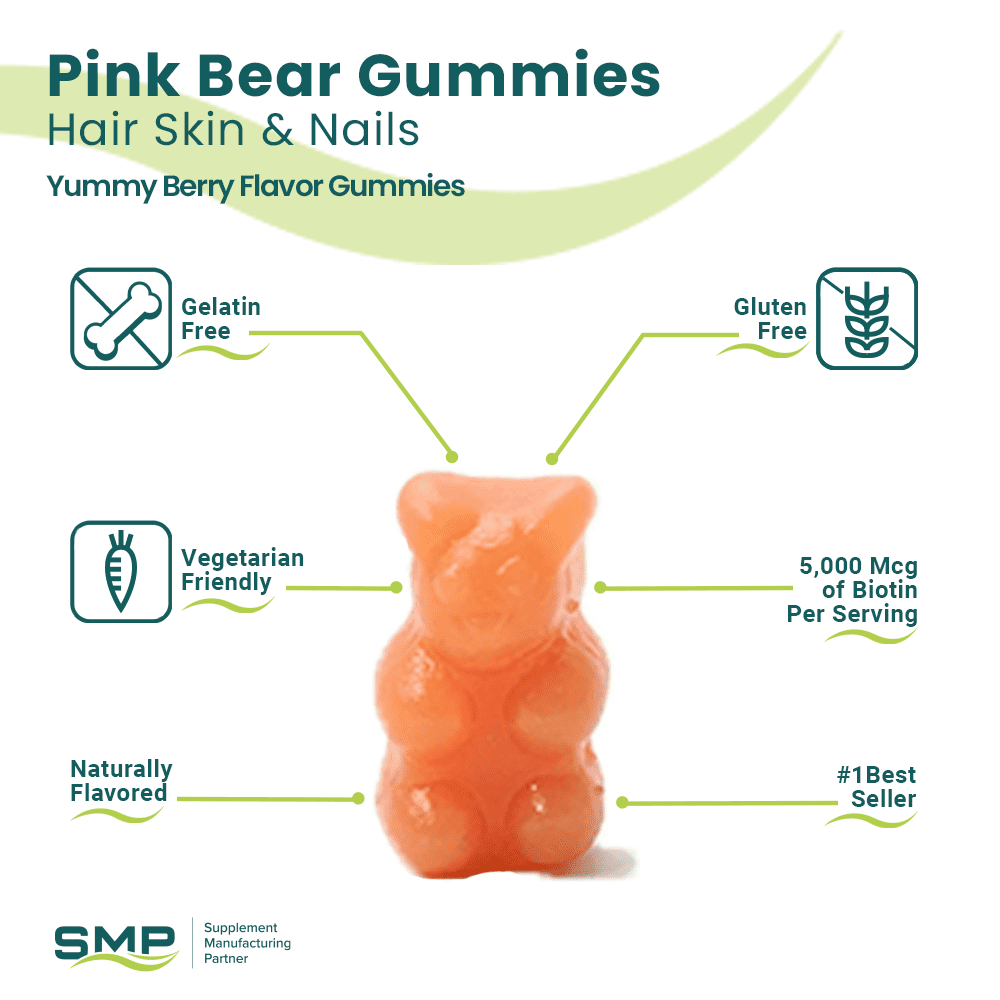 Pink Bear Gummies
Hair Skin & Nails
Yummy Berry Flavor Gummies
Gelatin
Free
Gluten
Free
Vegetarian
Friendly
5,000 Mcg
of Biotin
Per Serving
Naturally
Flavored
#1Best
Seller
SMP
Supplement
Manufacturing
Partner